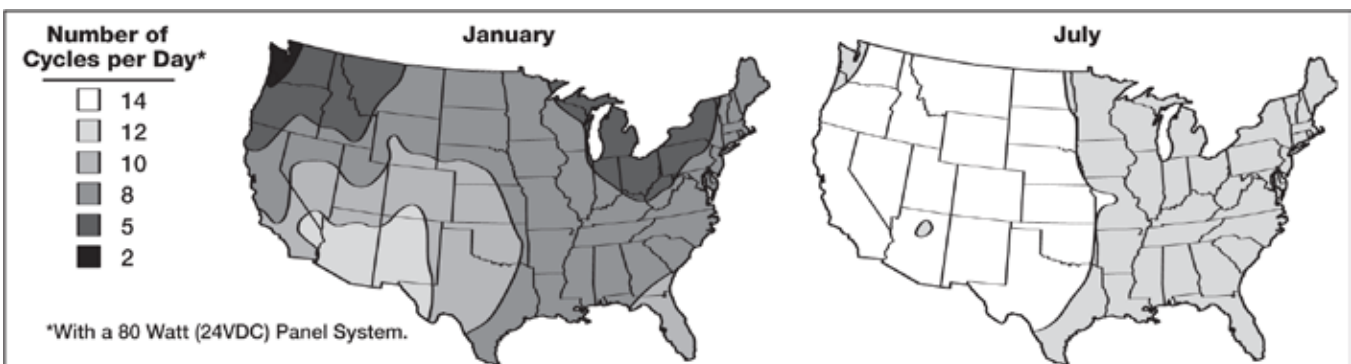 Number of
Cycles per Day*
14
12
10
8
5
2
January
July
*With a 80 Watt (24VDC) Panel System.